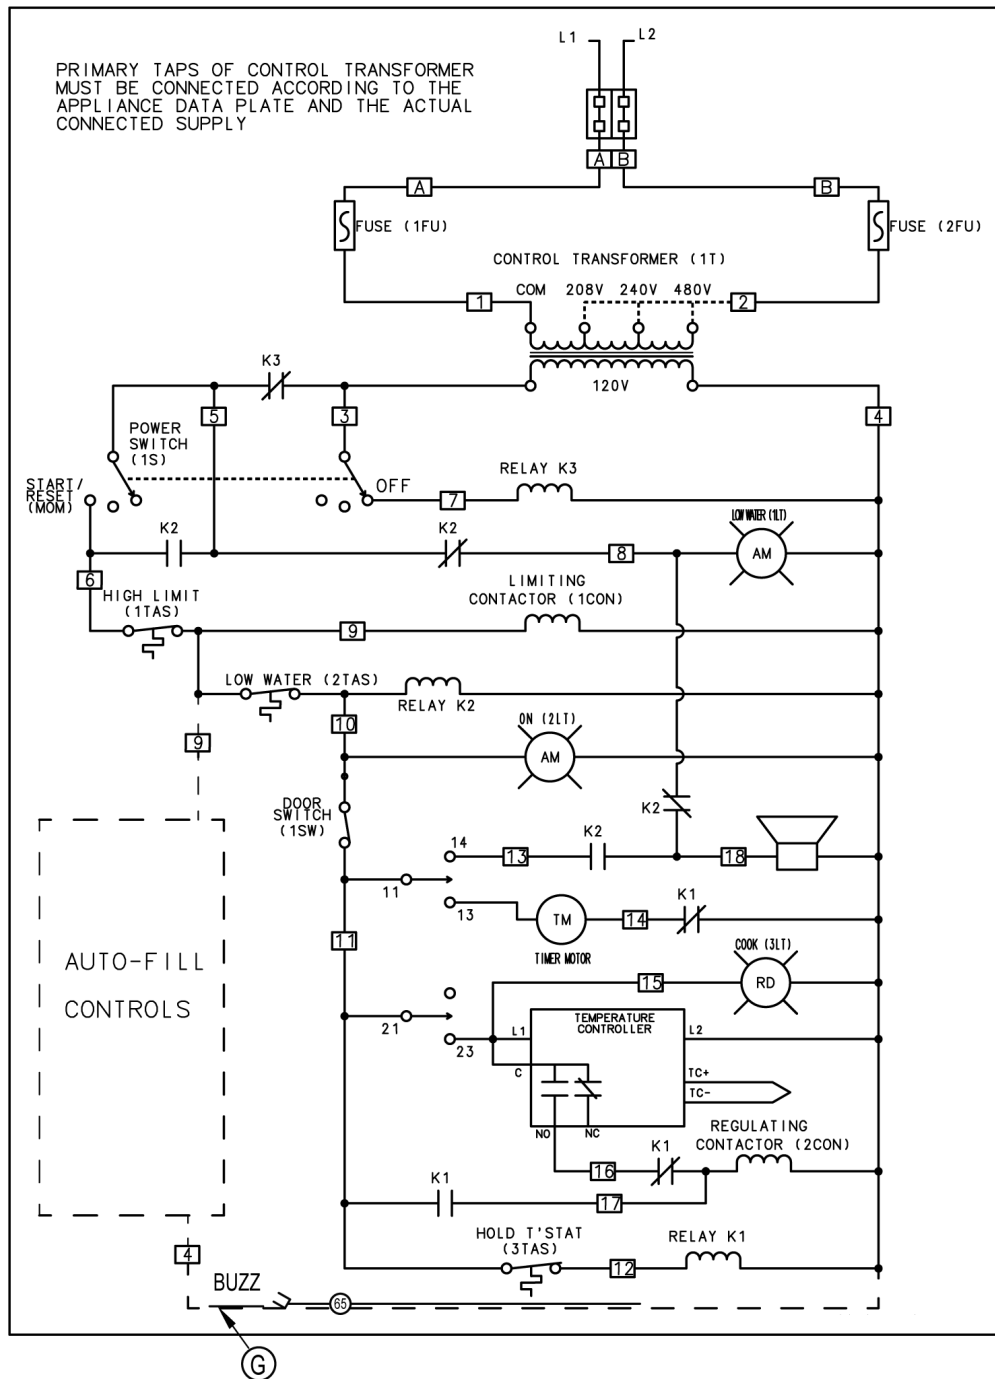 L1 L2
PRIMARY TAPS OF CONTROL TRANSFORMER
MUST BE CONNECTED ACCORDING TO THE
APPLIANCE DATA PLATE AND THE ACTUAL
CONNECTED SUPPLY
A B
A B
FUSE (1FU) FUSE (2FU)
CONTROL TRANSFORMER (1T)
COM 208V 240V 480V
1 2
K3 120V
5 3 4
POWER
SWITCH
(1S)
RELAY K3
START/
RESET
(MOM)
OFF
7
K2 K2 LOW WATER (1LT)
8 AM
6
HIGH LIMIT
(1TAS)
LIMITING
CONTACTOR (1CON)
9
LOW WATER (2TAS)
RELAY K2
10 ON (2LT)
9 AM
DOOR
SWITCH
(1SW)
K2
K2
14 13 18
11
13 TM 14 K1
TIMER MOTOR
11
COOK (3LT)
AUTO-FILL
CONTROLS
15 RD
TEMPERATURE
CONTROLLER
21
23 L1 L2
C TC+
TC-
NO NC
REGULATING
CONTACTOR (2CON)
K1
16
K1
17
HOLD T'STAT
(3TAS)
RELAY K1
4 12
BUZZ
65
G